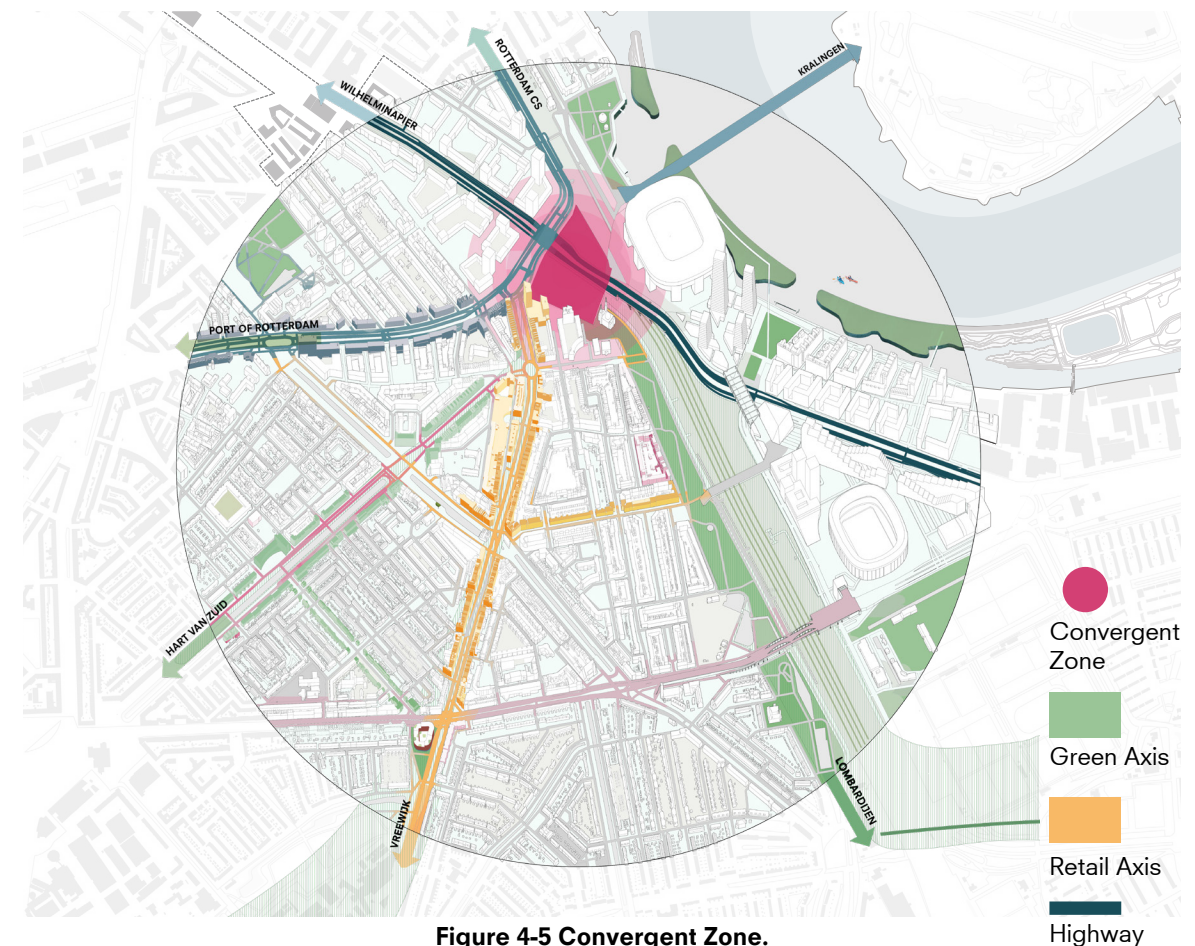 ROTTERDAM CS
KRALINGEN
WILHELMINAPIER
PORT OF ROTTERDAM
HART VAN ZUID
VREEWIJK
LOMBARDIJEN
Convergent
Zone
Green Axis
Retail Axis
Highway
Figure 4-5 Convergent Zone.